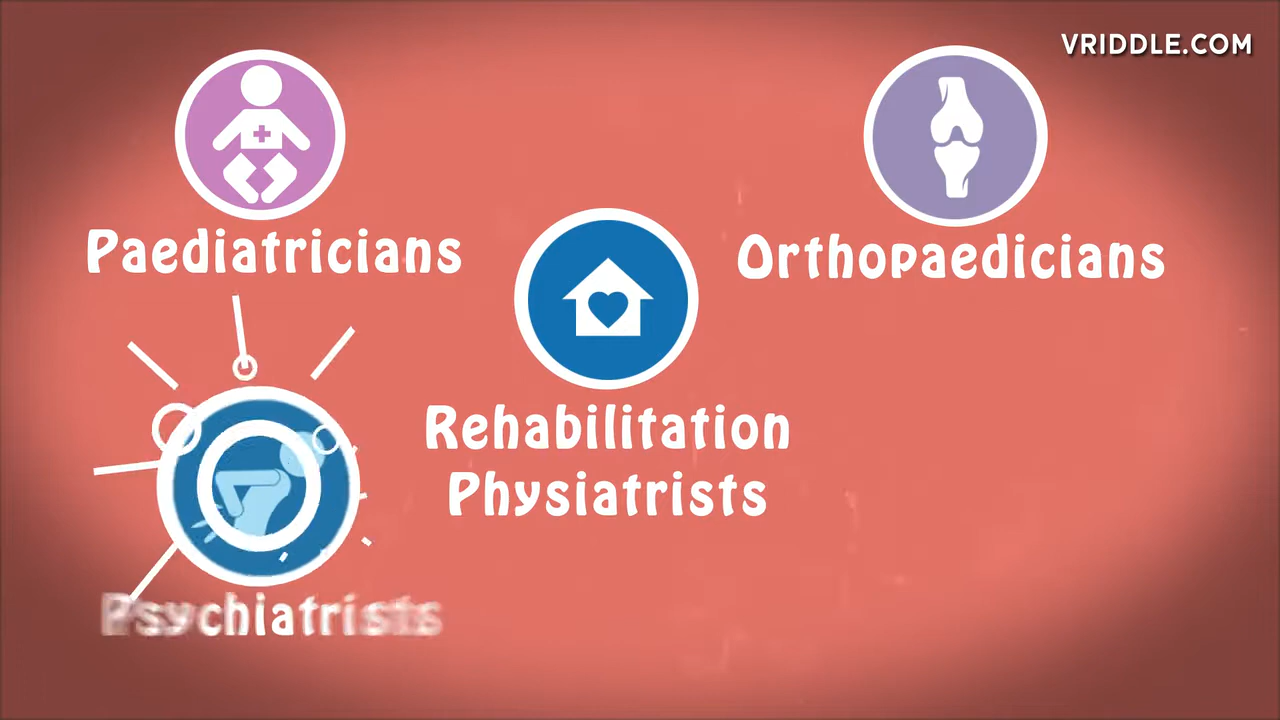 VRIDDLE.COM
Paediatricians
Orthopaedicians
Rehabilitation
Physiatrists
Psychiatrists